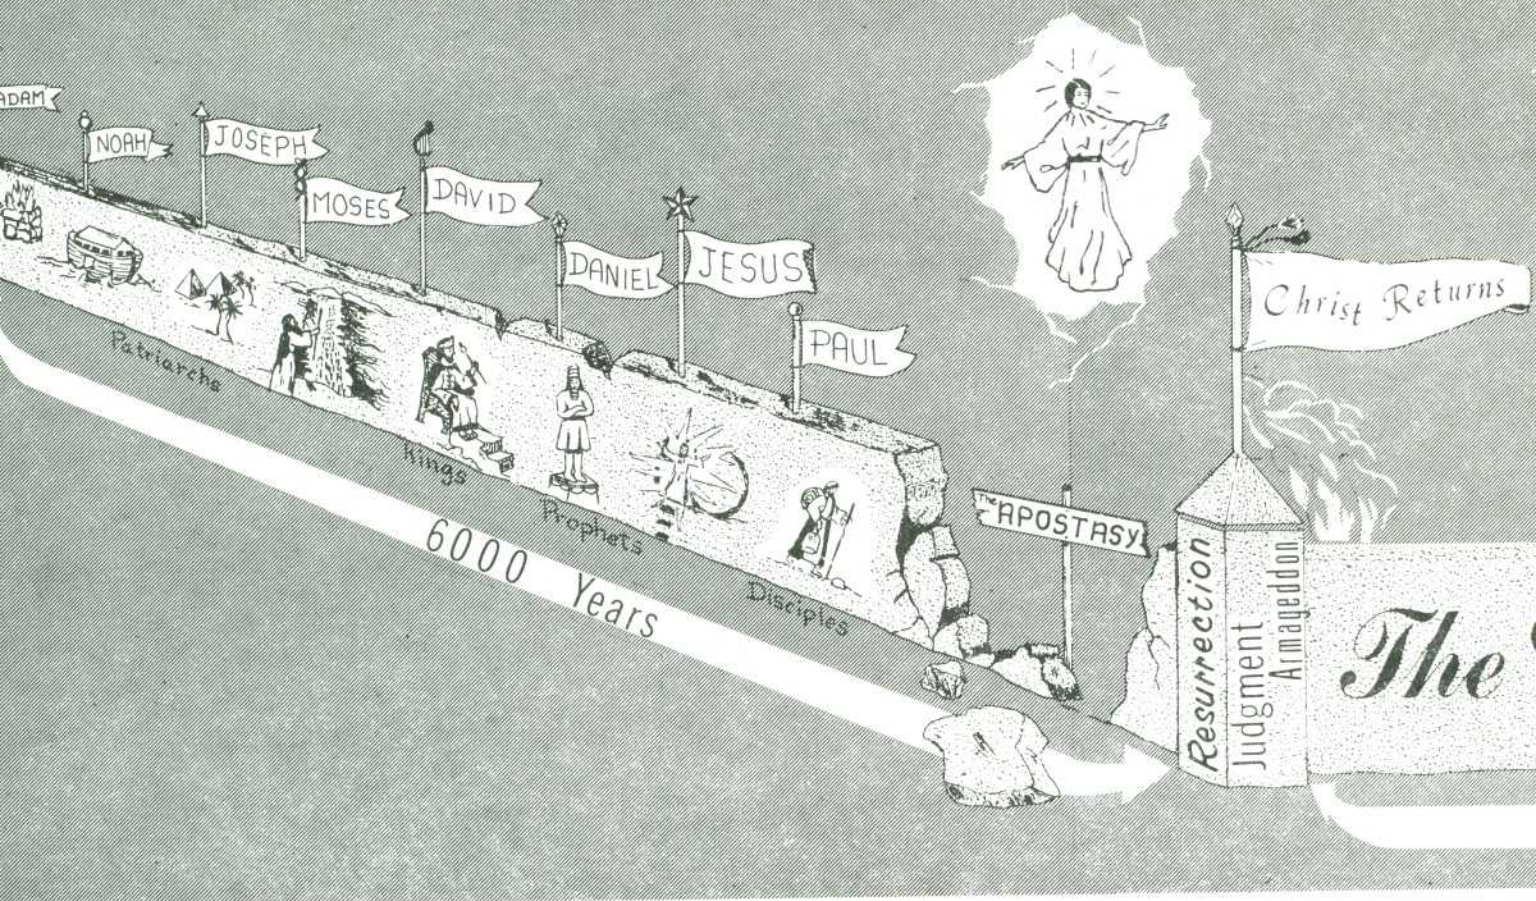 ADAM
NOAH
JOSEPH
MOSES
DAVID
DANIEL
JESUS
PAUL
Christ Returns
The APOSTASY
Patriarchs
Kings
Prophets
Disciples
6000 Years
Resurrection
Judgment
Armageddon
The